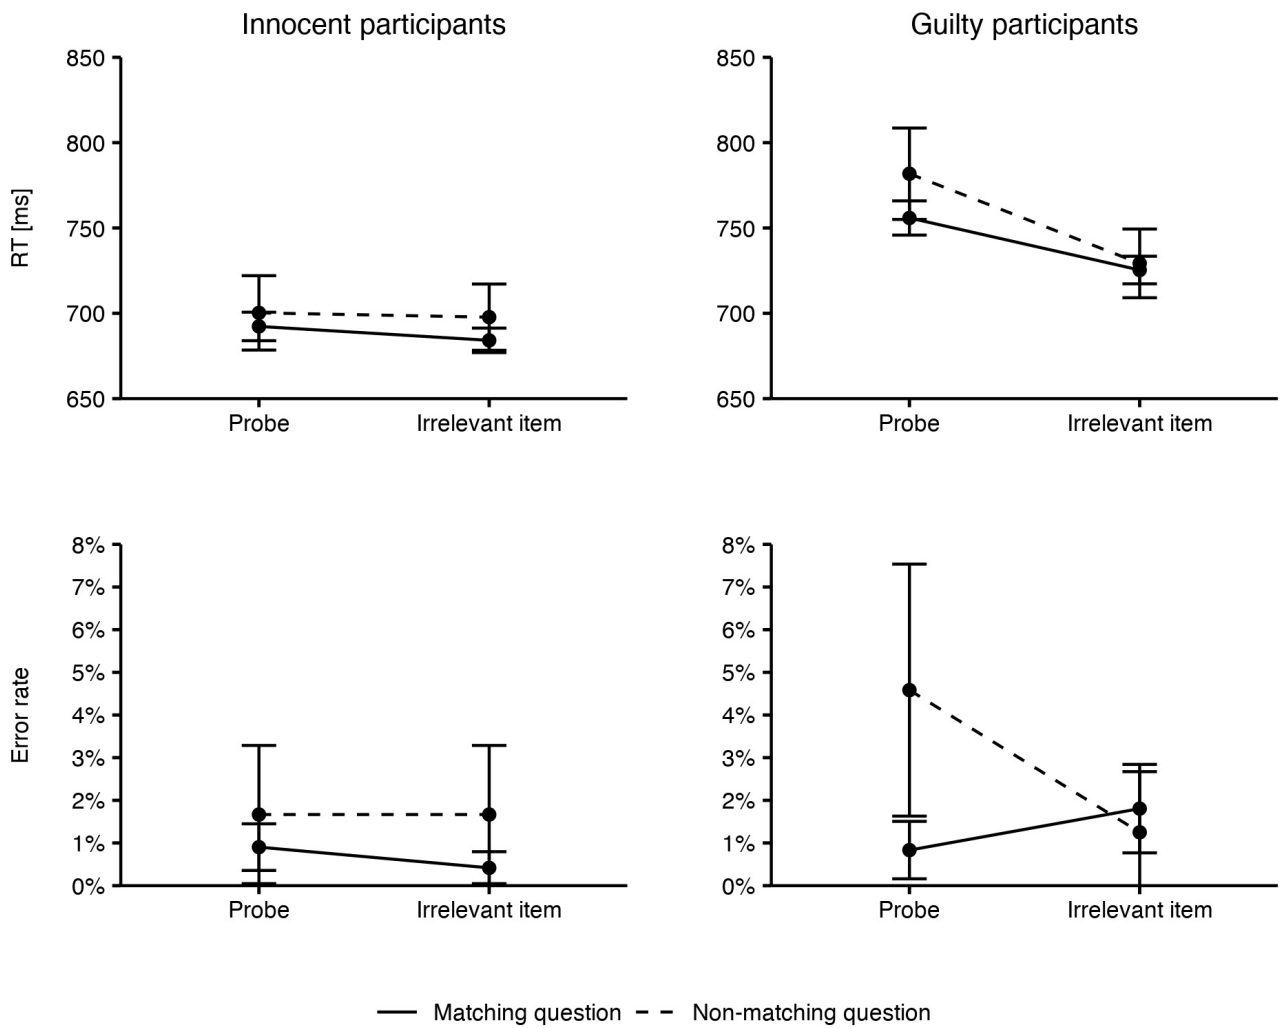 Innocent participants
Guilty participants
RT [ms]
850
800
750
700
650
Probe
Irrelevant item
850
800
750
700
650
Probe
Irrelevant item
Error rate
8%
7%
6%
5%
4%
3%
2%
1%
0%
Probe
Irrelevant item
8%
7%
6%
5%
4%
3%
2%
1%
0%
Probe
Irrelevant item
Matching question
Non-matching question